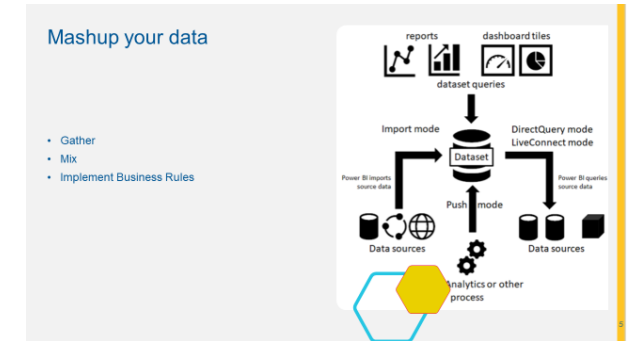 Mashup your data
• Gather
• Mix
• Implement Business Rules
reports
dashboard tiles
dataset queries
Import mode
DirectQuery mode
LiveConnect mode
Dataset
Power BI imports
source data
Power BI queries
source data
Push mode
Data sources
Data sources
Analytics or other
process
5